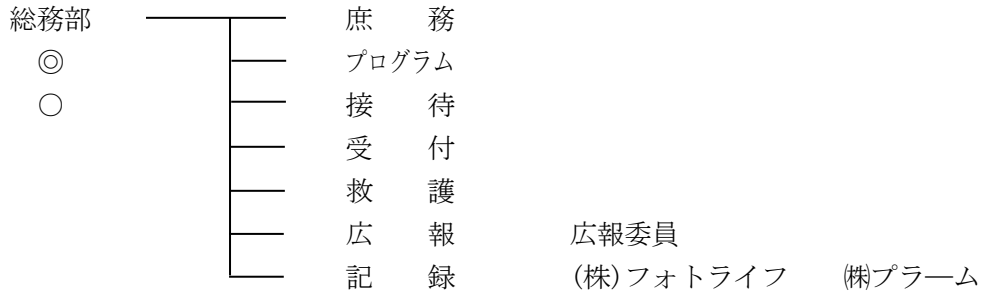 総務部　庶　務
◎　プログラム
○　接　待
受　付
救　護
広　報　広報委員
記　録　(株)フォトライフ　㈱プラ―ム